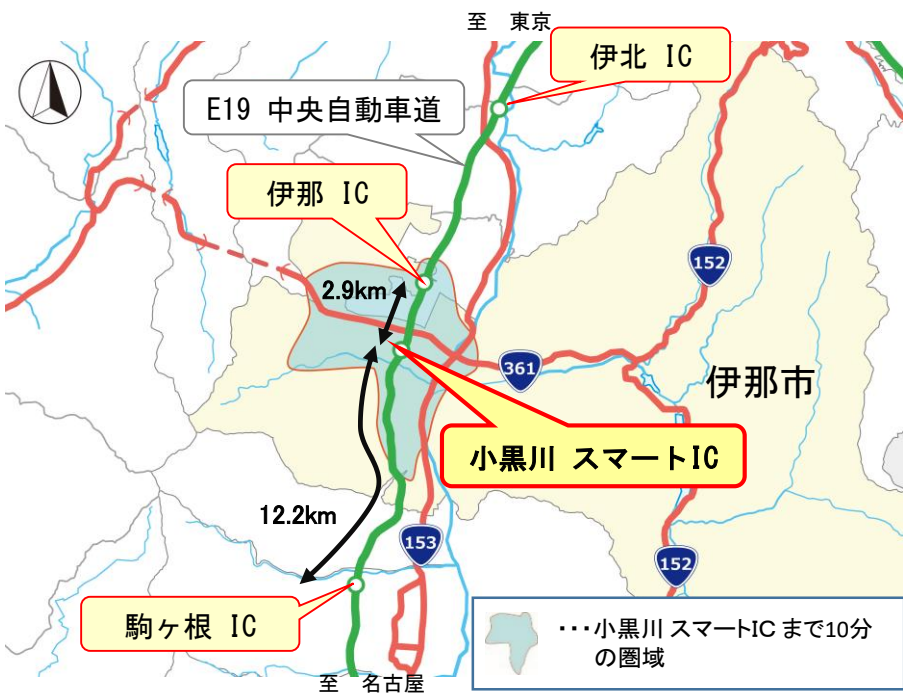 至　東京
伊北 IC
E19 中央自動車道
伊那 IC
152
2.9km
361
伊那市
小黒川 スマートIC
12.2km
153
152
駒ヶ根 IC
･･･小黒川 スマートIC まで10分
の圏域
至　名古屋